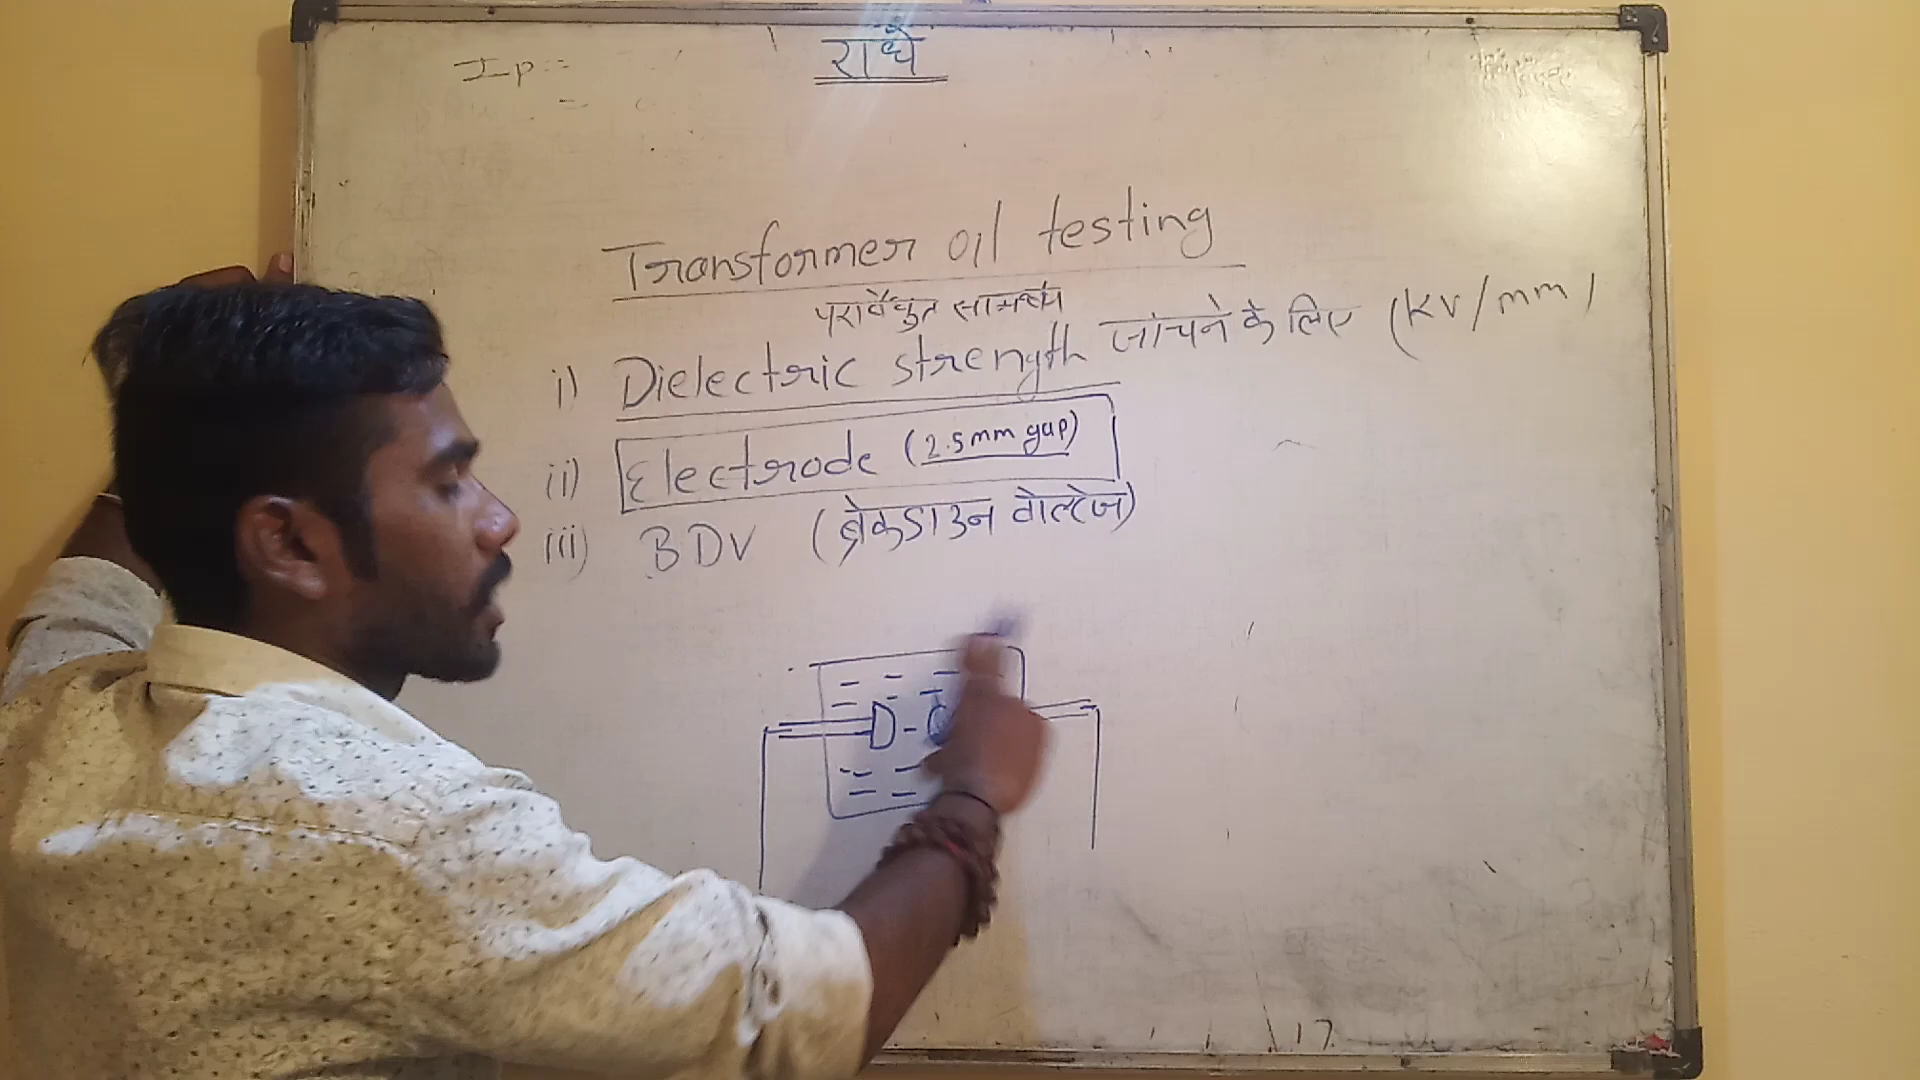 राधे
Ip =
Transformer oil testing
परावैद्युत सामर्थ्य
i) Dielectric strength जांचने के लिए (KV/mm)
ii) Electrode (2.5mm gap)
iii) BDV (ब्रेकडाउन वोल्टेज)
17